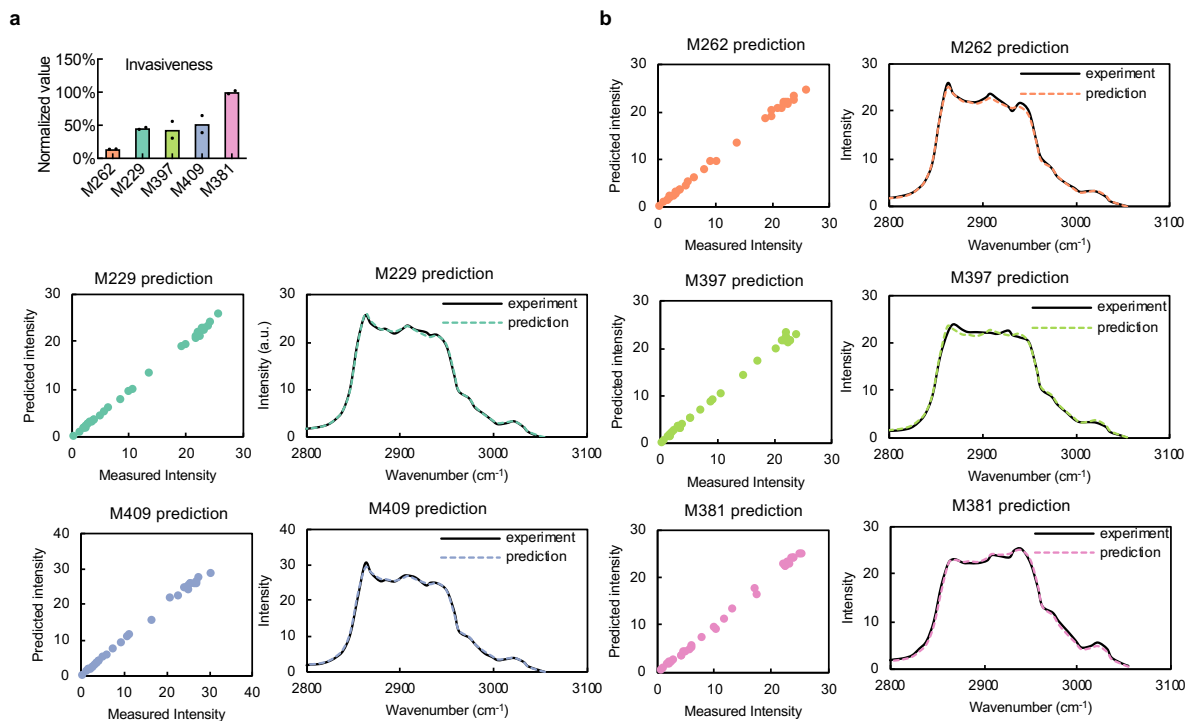 a
Invasiveness
Normalized value
150%
100%
50%
0%
M262
M229
M397
M409
M381
b
M262 prediction
Predicted intensity
30
20
10
0
0
10
20
30
Measured Intensity
M262 prediction
experiment
prediction
Intensity
30
20
10
0
2800
2900
3000
3100
Wavenumber (cm-1)
M229 prediction
Predicted intensity
30
20
10
0
0
10
20
30
Measured Intensity
M229 prediction
experiment
prediction
Intensity (a.u.)
30
20
10
0
2800
2900
3000
3100
Wavenumber (cm-1)
M397 prediction
Predicted intensity
30
20
10
0
0
10
20
30
Measured Intensity
M397 prediction
experiment
prediction
Intensity
30
20
10
0
2800
2900
3000
3100
Wavenumber (cm-1)
M409 prediction
Predicted intensity
40
30
20
10
0
0
10
20
30
40
Measured Intensity
M409 prediction
experiment
prediction
Intensity
40
30
20
10
0
2800
2900
3000
3100
Wavenumber (cm-1)
M381 prediction
Predicted intensity
30
20
10
0
0
10
20
30
Measured Intensity
M381 prediction
experiment
prediction
Intensity
30
20
10
0
2800
2900
3000
3100
Wavenumber (cm-1)